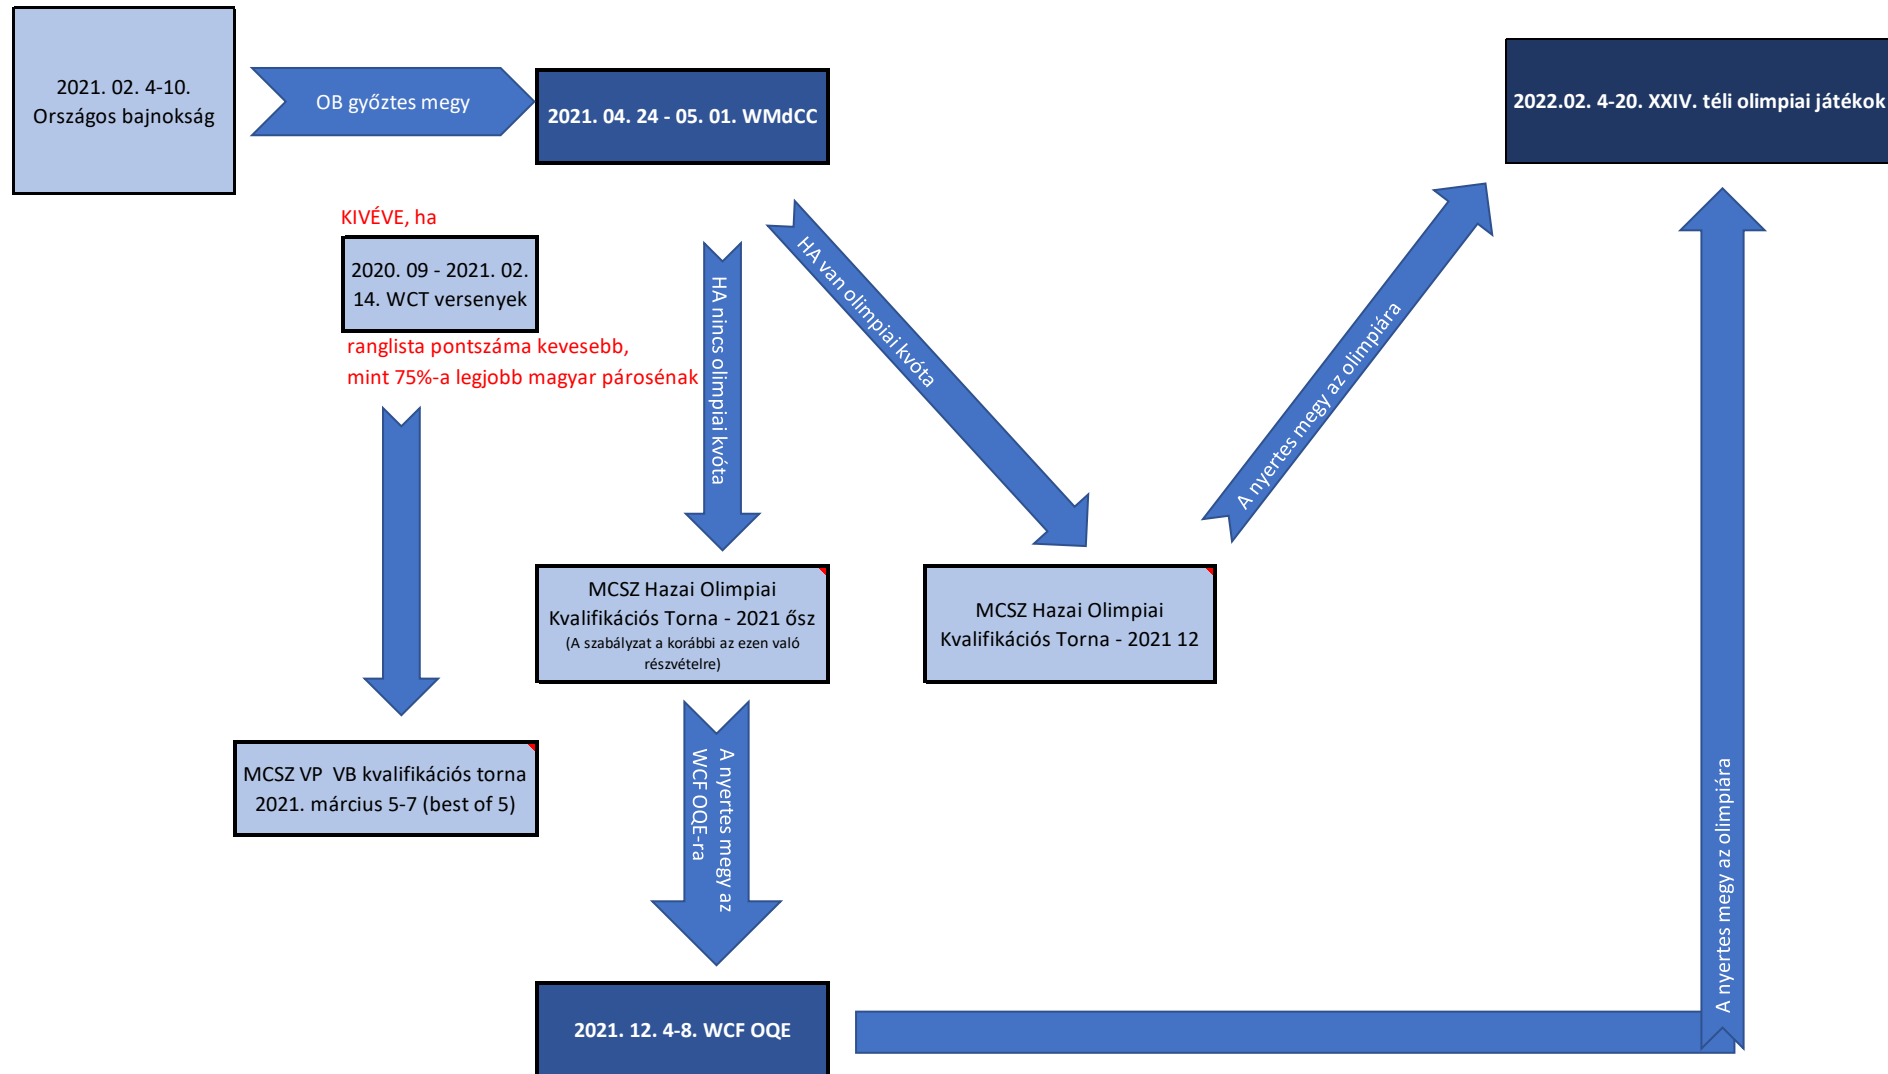 2021. 02. 4-10.
Országos bajnokság
OB győztes megy
2021. 04. 24 - 05. 01. WMdCC
2022.02. 4-20. XXIV. téli olimpiai játékok
KIVÉVE, ha
2020. 09 - 2021. 02.
14. WCT versenyek
ranglista pontszáma kevesebb,
mint 75%-a legjobb magyar párosénak
HA nincs olimpiai kvóta
HA van olimpiai kvóta
A nyertes megy az olimpiára
MCSZ Hazai Olimpiai
Kvalifikációs Torna - 2021 ősz
(A szabályzat a korábbi az ezen való
részvételre)
MCSZ Hazai Olimpiai
Kvalifikációs Torna - 2021 12
MCSZ VP  VB kvalifikációs torna
2021. március 5-7 (best of 5)
A nyertes megy az
WCF OQE-ra
A nyertes megy az olimpiára
2021. 12. 4-8. WCF OQE